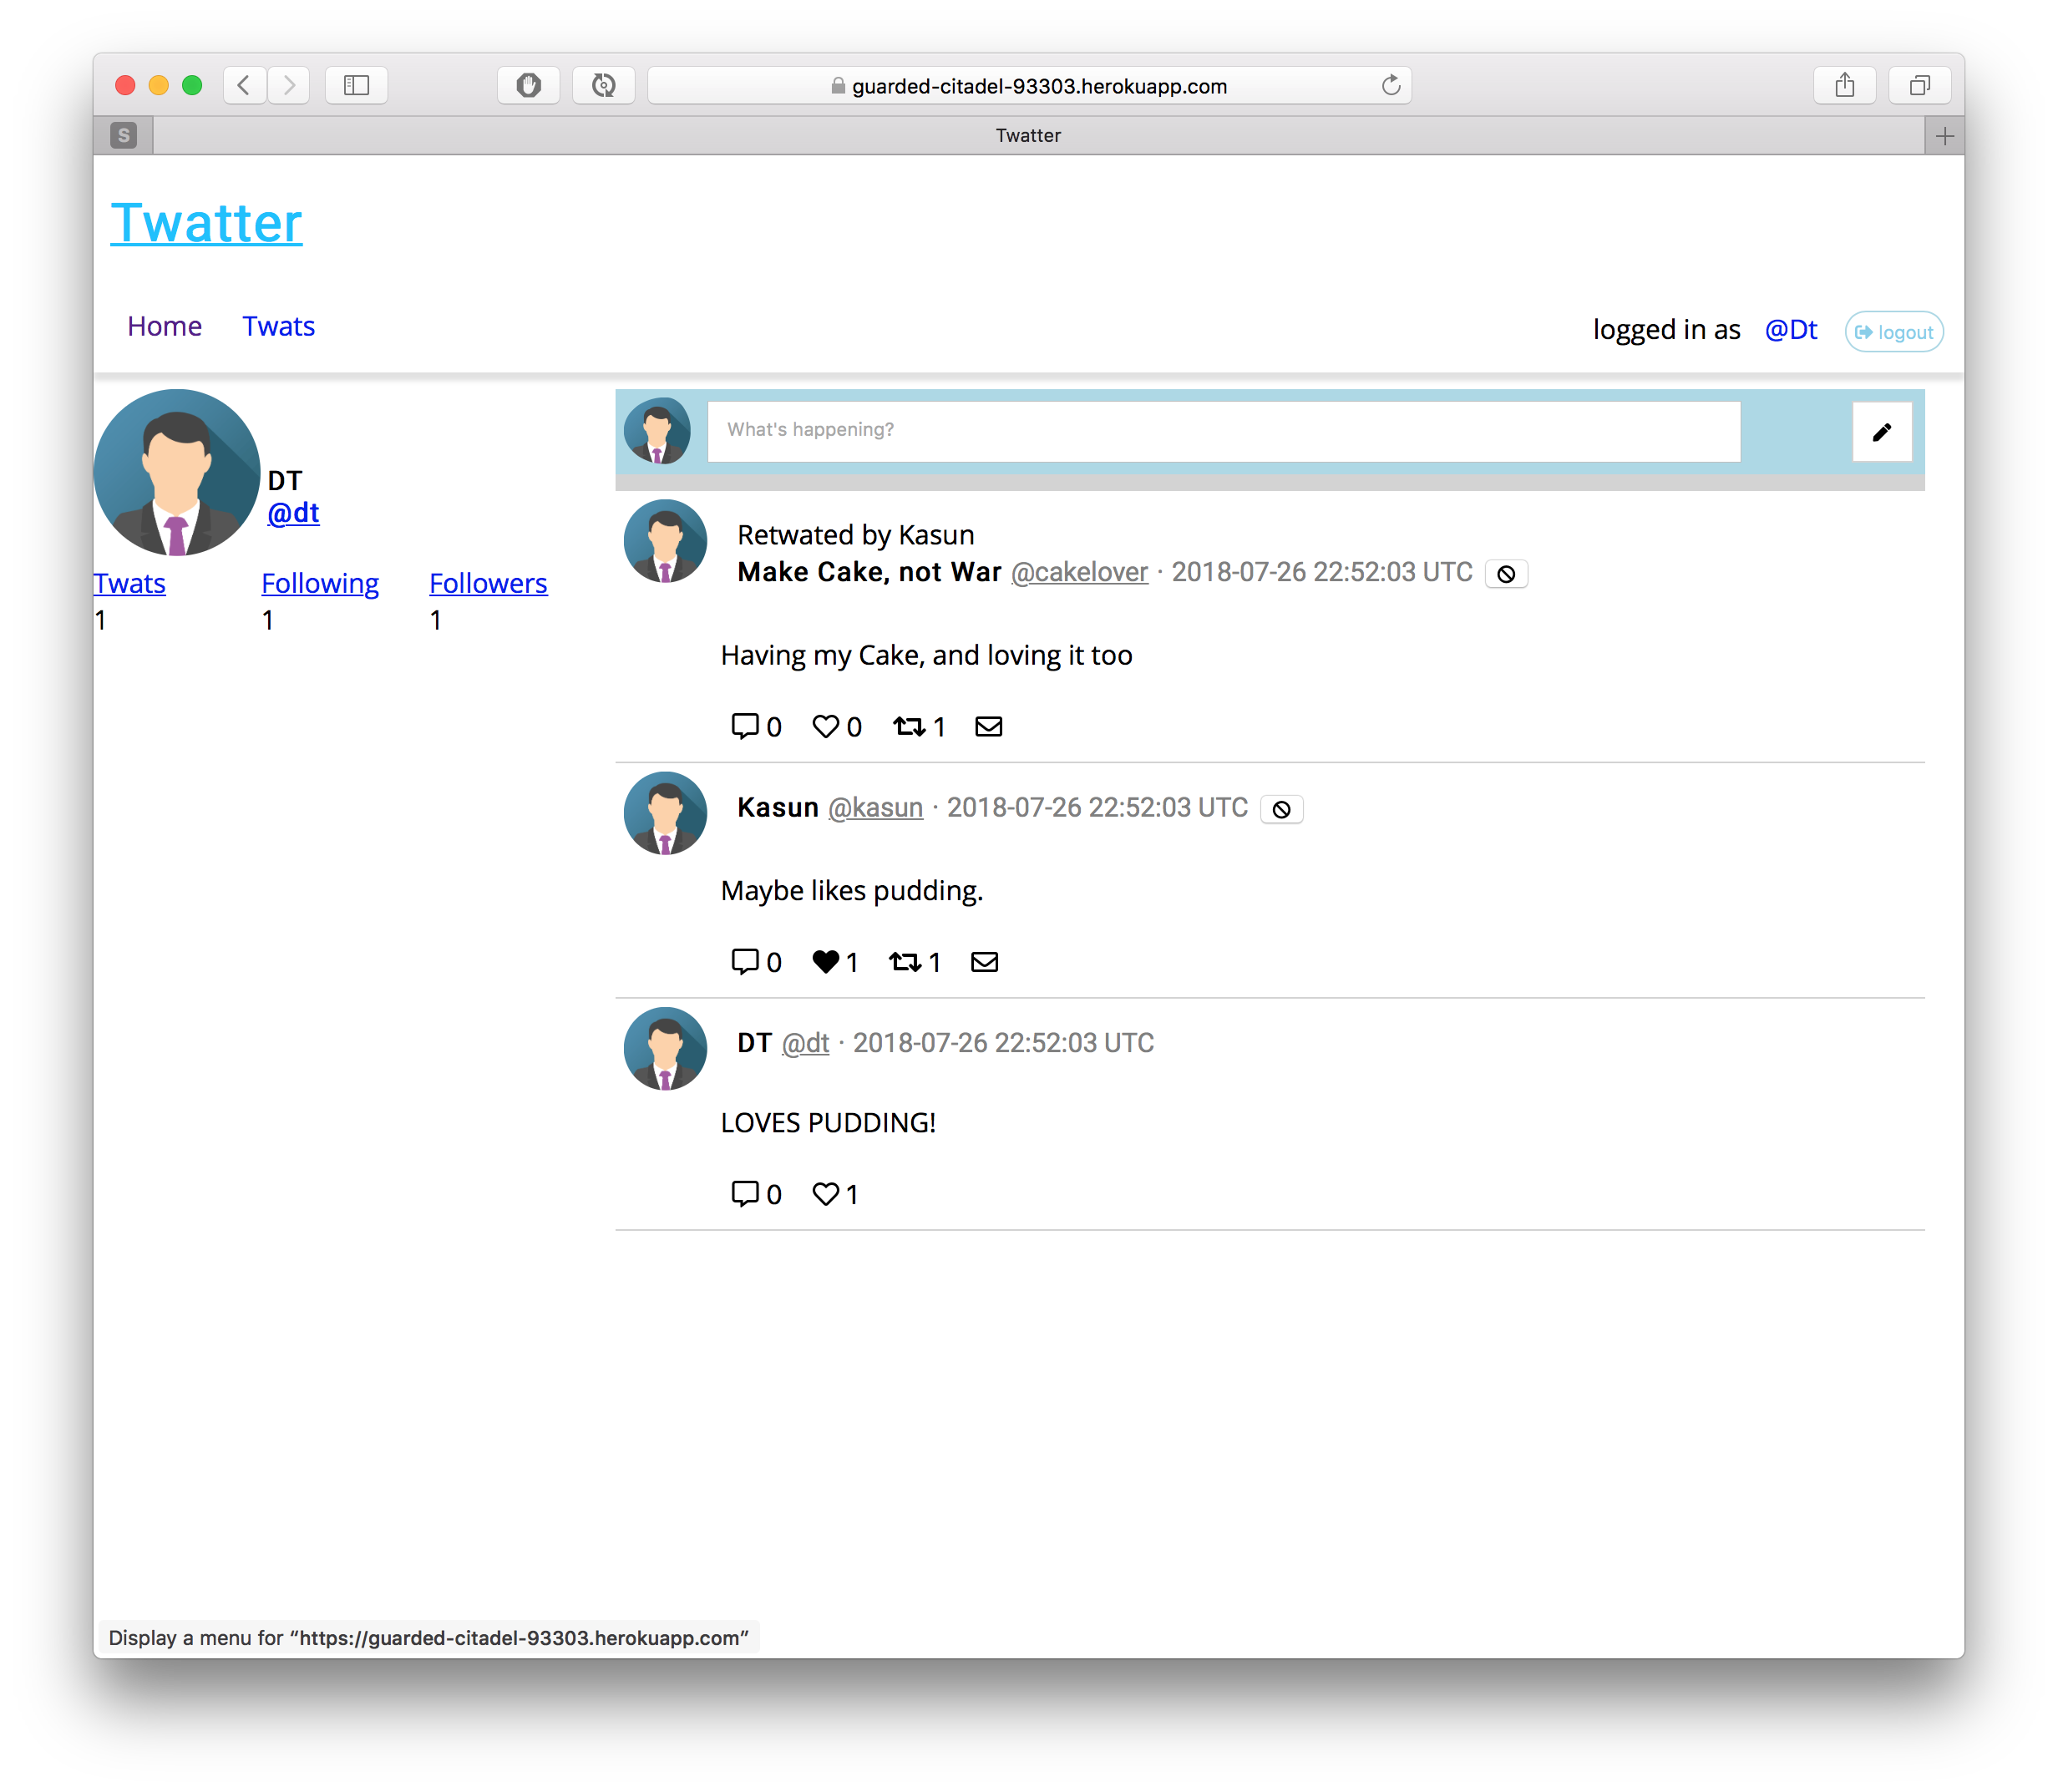 guarded-citadel-93303.herokuapp.com
S
Twatter
Twatter
Home Twats
logged in as @Dt logout
DT
@dt
Twats Following Followers
1 1 1
What's happening?
Retwated by Kasun
Make Cake, not War @cakelover · 2018-07-26 22:52:03 UTC
Having my Cake, and loving it too
0 0 1
Kasun @kasun · 2018-07-26 22:52:03 UTC
Maybe likes pudding.
0 1 1
DT @dt · 2018-07-26 22:52:03 UTC
LOVES PUDDING!
0 1
Display a menu for “https://guarded-citadel-93303.herokuapp.com”